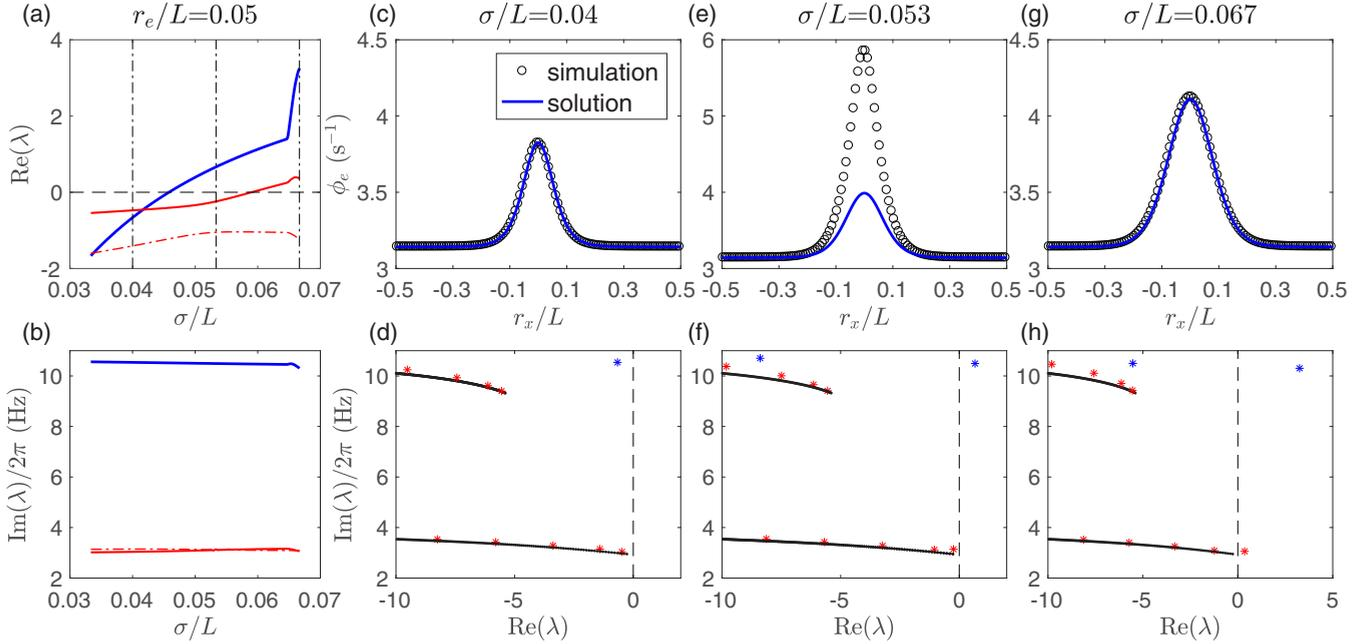 (a) r_e/L=0.05
4
2
0
-2
Re(λ)
0.03 0.04 0.05 0.06 0.07
σ/L
(c) σ/L=0.04
4.5
4
3.5
3
ϕ_e (s⁻¹)
simulation
solution
-0.5 -0.3 -0.1 0.1 0.3 0.5
r_x/L
(e) σ/L=0.053
6
5
4
3
-0.5 -0.3 -0.1 0.1 0.3 0.5
r_x/L
(g) σ/L=0.067
4.5
4
3.5
3
-0.5 -0.3 -0.1 0.1 0.3 0.5
r_x/L
(b)
10
8
6
4
2
Im(λ)/2π (Hz)
0.03 0.04 0.05 0.06 0.07
σ/L
(d)
10
8
6
4
2
Im(λ)/2π (Hz)
-10 -5 0
Re(λ)
(f)
10
8
6
4
2
-10 -5 0
Re(λ)
(h)
10
8
6
4
2
-10 -5 0 5
Re(λ)